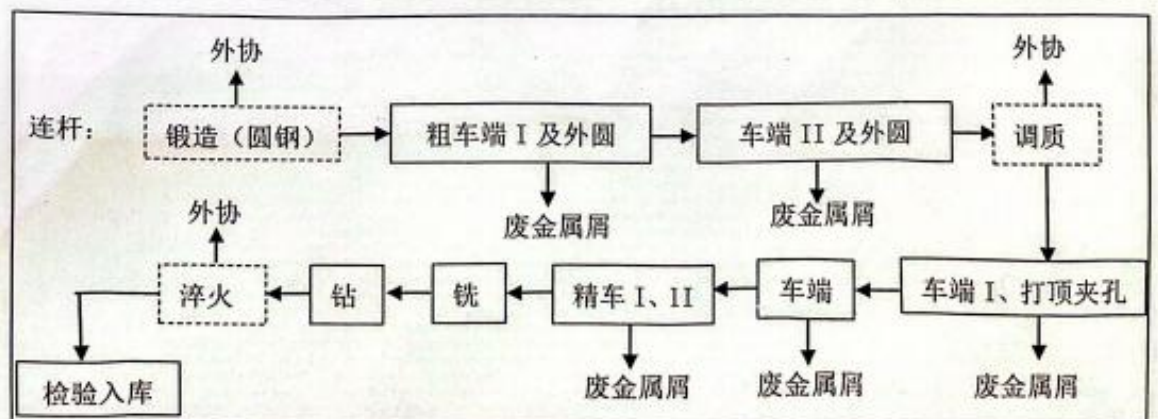 外协
外协
连杆：
锻造（圆钢）
粗车端 I 及外圆
车端 II 及外圆
调质
废金属屑
废金属屑
外协
淬火
钻
铣
精车 I、II
车端
车端 I、打顶夹孔
检验入库
废金属屑
废金属屑
废金属屑